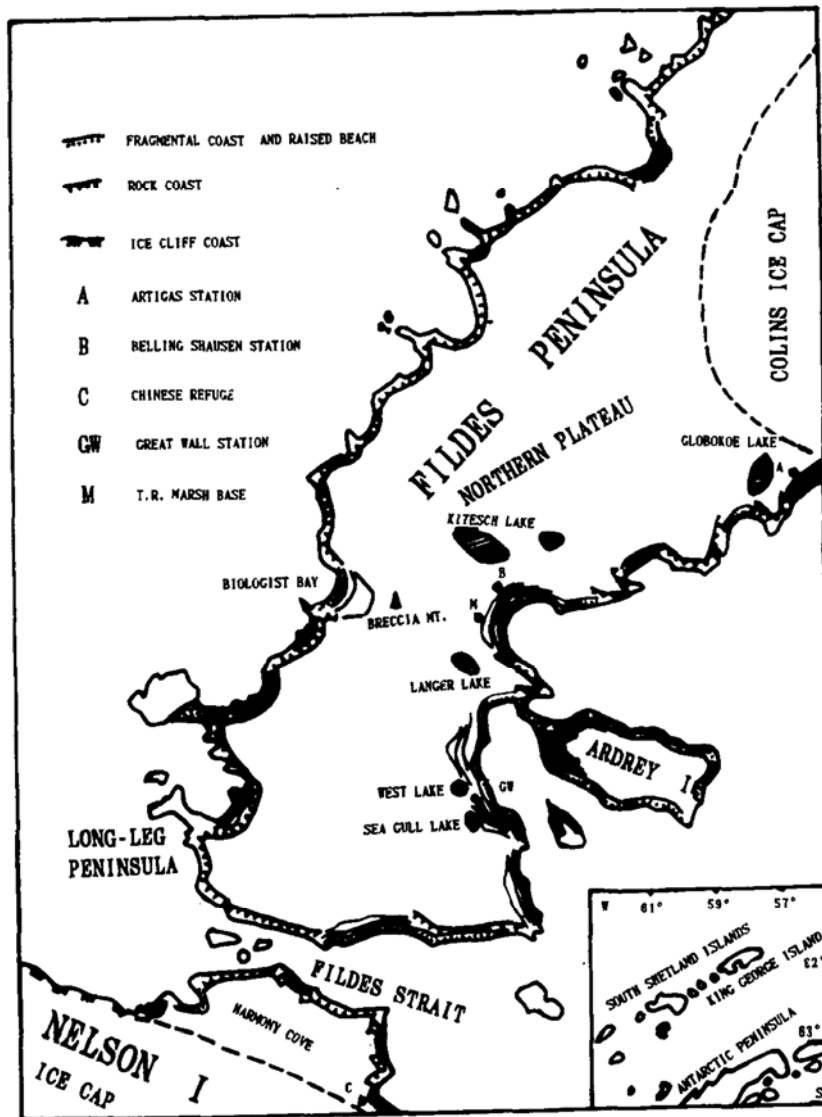 FRAGMENTAL COAST AND RAISED BEACH
ROCK COAST
ICE CLIFF COAST
A ARTIGAS STATION
B BELLING SHAUSEN STATION
C CHINESE REFUGE
GW GREAT WALL STATION
M T.R. MARSH BASE
COLINS ICE CAP
FILDES PENINSULA
NORTHERN PLATEAU
GLOBOKOE LAKE
A
KITESCH LAKE
B
BIOLOGIST BAY
BRECCIA MT.
M
LANGER LAKE
ARDREY I
WEST LAKE
GW
SEA GULL LAKE
LONG-LEG
PENINSULA
FILDES STRAIT
HARMONY COVE
NELSON I
ICE CAP
C
W 61° 59° 57°
SOUTH SHETLAND ISLANDS
KING GEORGE ISLAND
62°
63°
ANTARCTIC PENINSULA
S